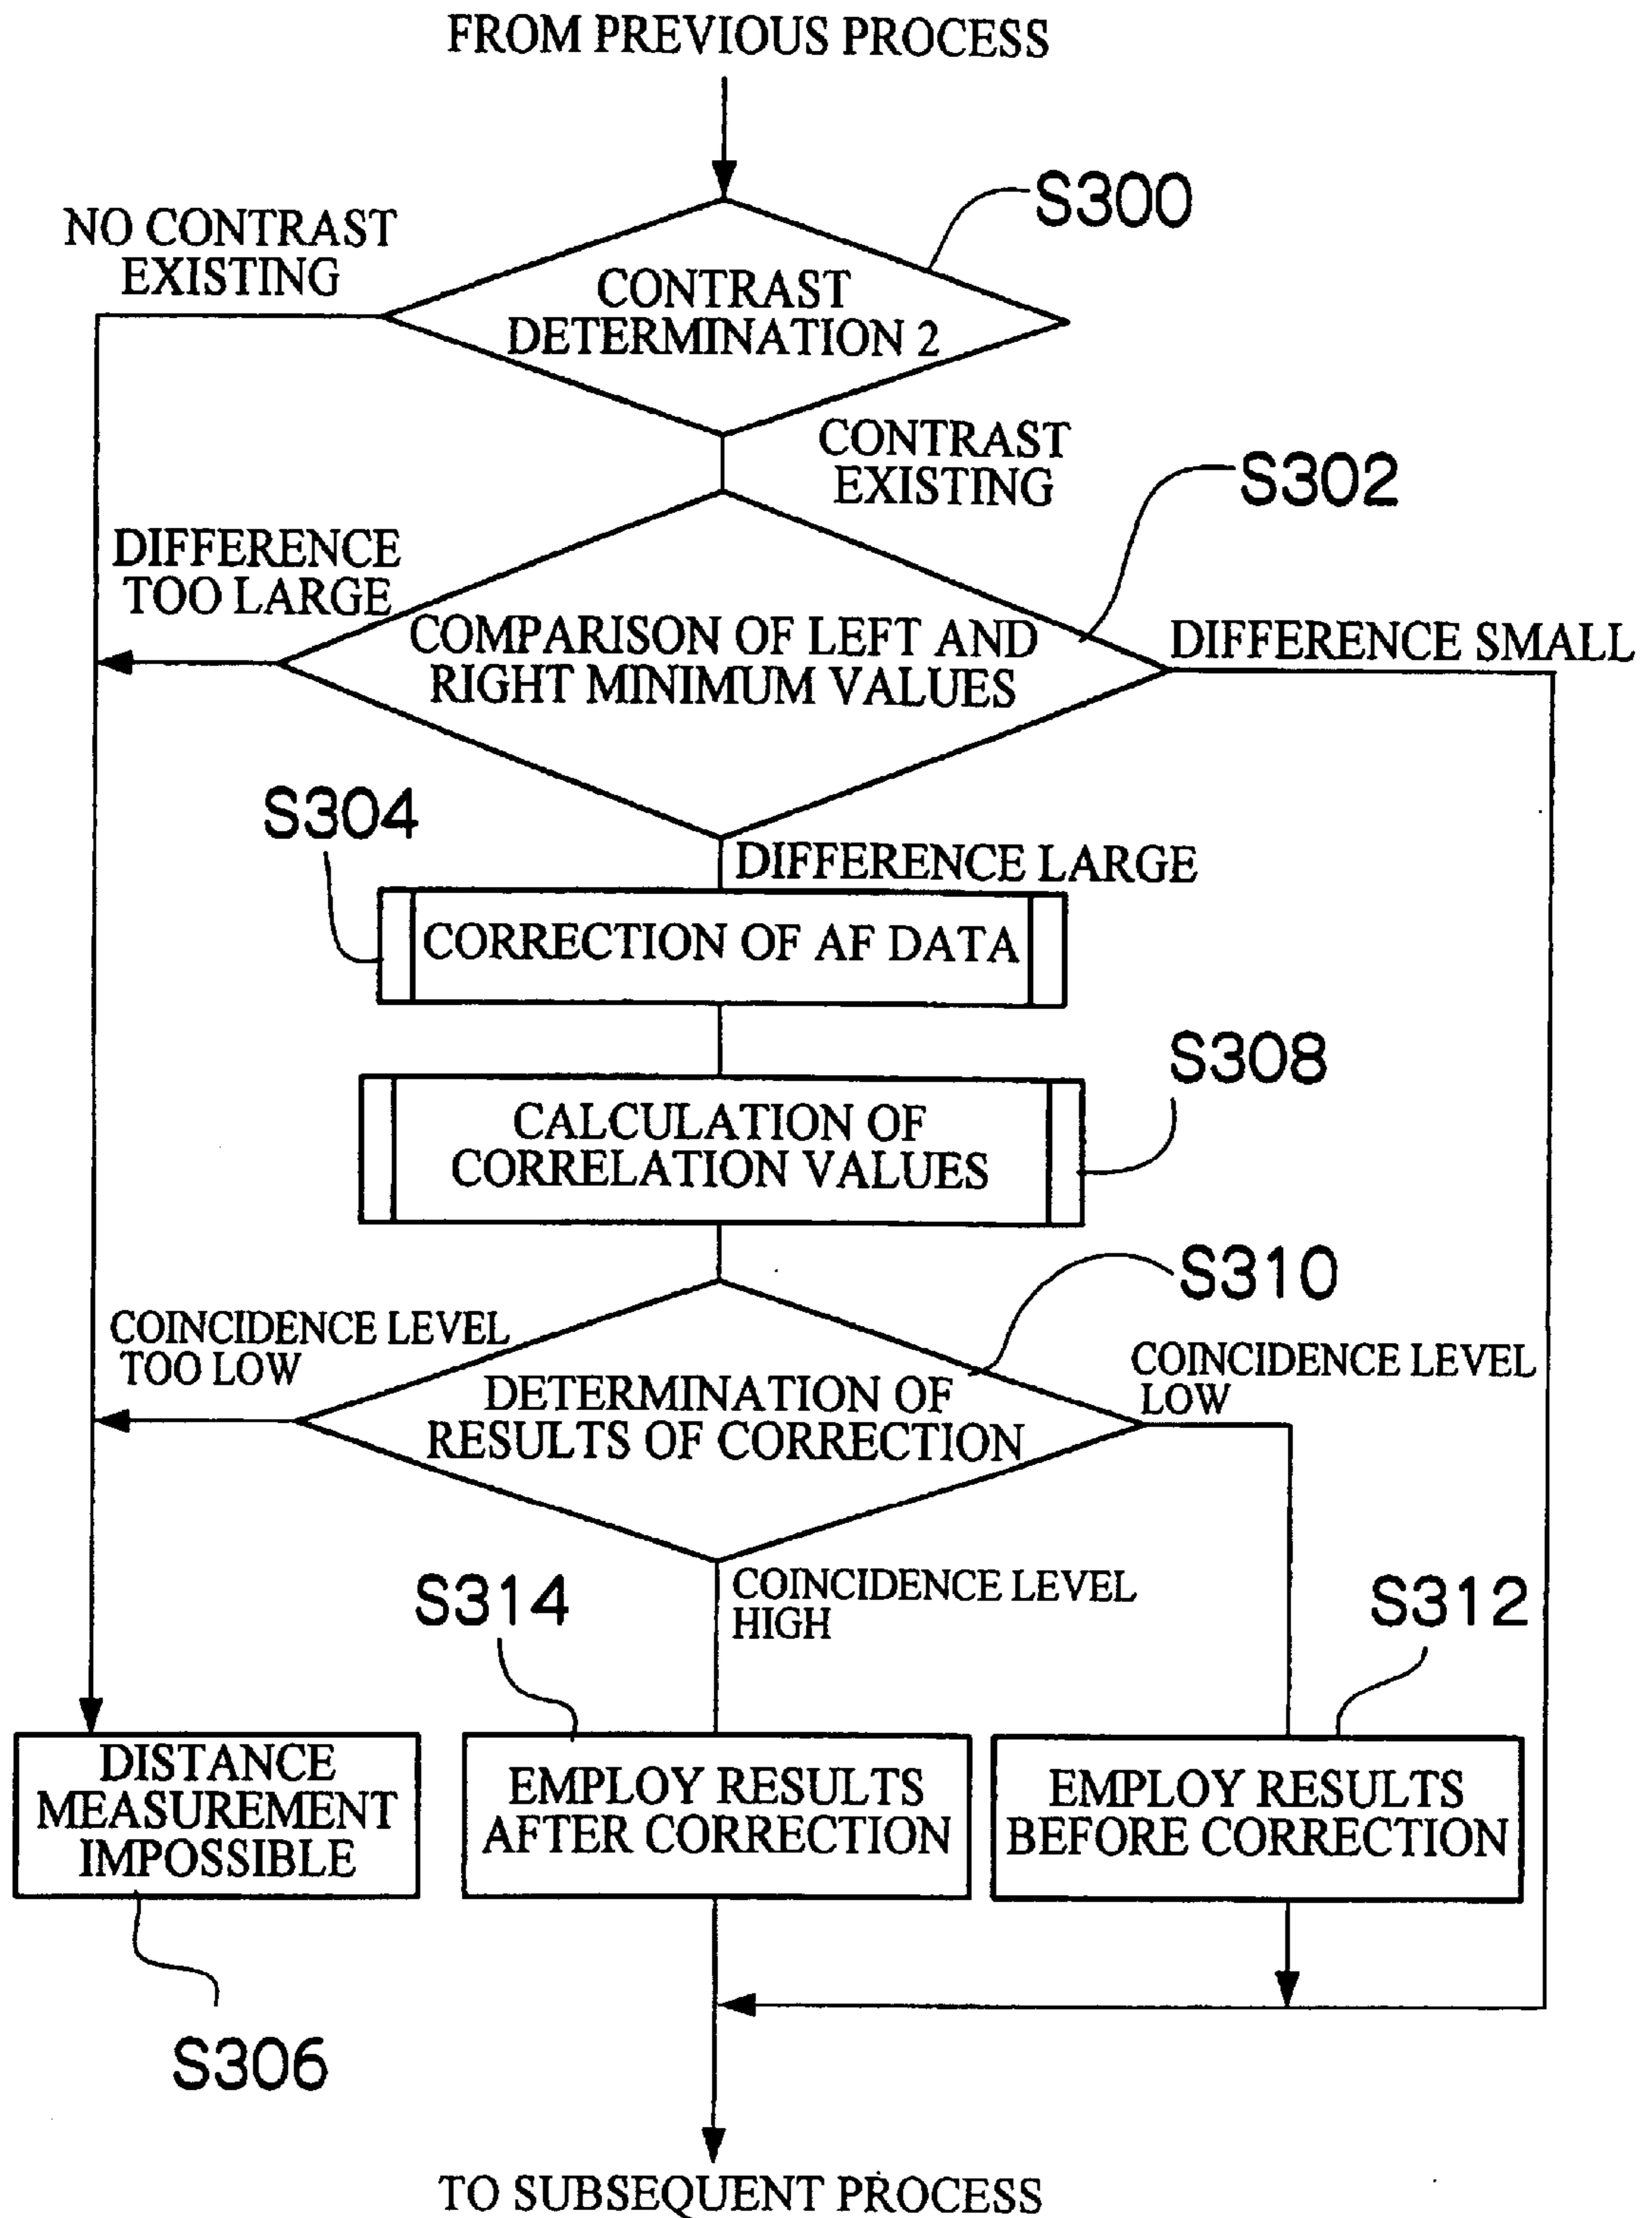 FROM PREVIOUS PROCESS
S300
NO CONTRAST
EXISTING
CONTRAST
DETERMINATION 2
CONTRAST
EXISTING
S302
DIFFERENCE
TOO LARGE
COMPARISON OF LEFT AND
RIGHT MINIMUM VALUES
DIFFERENCE SMALL
S304
DIFFERENCE LARGE
CORRECTION OF AF DATA
S308
CALCULATION OF
CORRELATION VALUES
S310
COINCIDENCE LEVEL
TOO LOW
COINCIDENCE LEVEL
LOW
DETERMINATION OF
RESULTS OF CORRECTION
S314
COINCIDENCE LEVEL
HIGH
S312
DISTANCE
MEASUREMENT
IMPOSSIBLE
EMPLOY RESULTS
AFTER CORRECTION
EMPLOY RESULTS
BEFORE CORRECTION
S306
TO SUBSEQUENT PROCESS